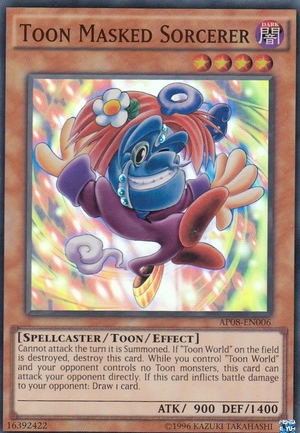 TOON MASKED SORCERER
DARK
闇
AP08-EN006
[SPELLCASTER/TOON/EFFECT]
Cannot attack the turn it is Summoned. If "Toon World" on the field
is destroyed, destroy this card. While you control "Toon World"
and your opponent controls no Toon monsters, this card can
attack your opponent directly. If this card inflicts battle damage
to your opponent: Draw 1 card.
ATK/ 900 DEF/1400
16392422
©1996 KAZUKI TAKAHASHI